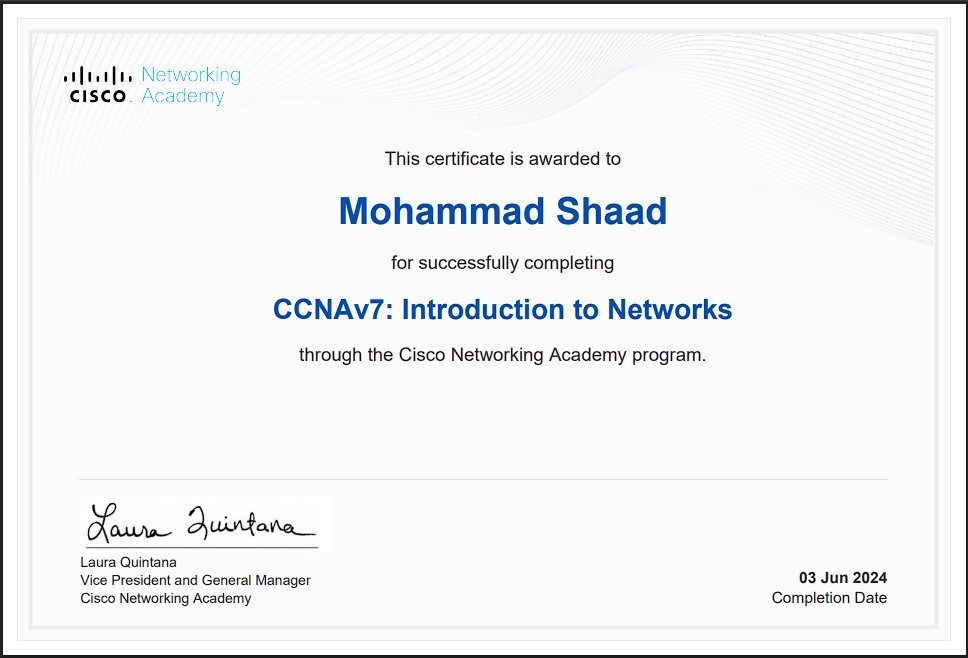 CISCO. Networking Academy
This certificate is awarded to
Mohammad Shaad
for successfully completing
CCNAv7: Introduction to Networks
through the Cisco Networking Academy program.
Laura Quintana
Laura Quintana
Vice President and General Manager
Cisco Networking Academy
03 Jun 2024
Completion Date